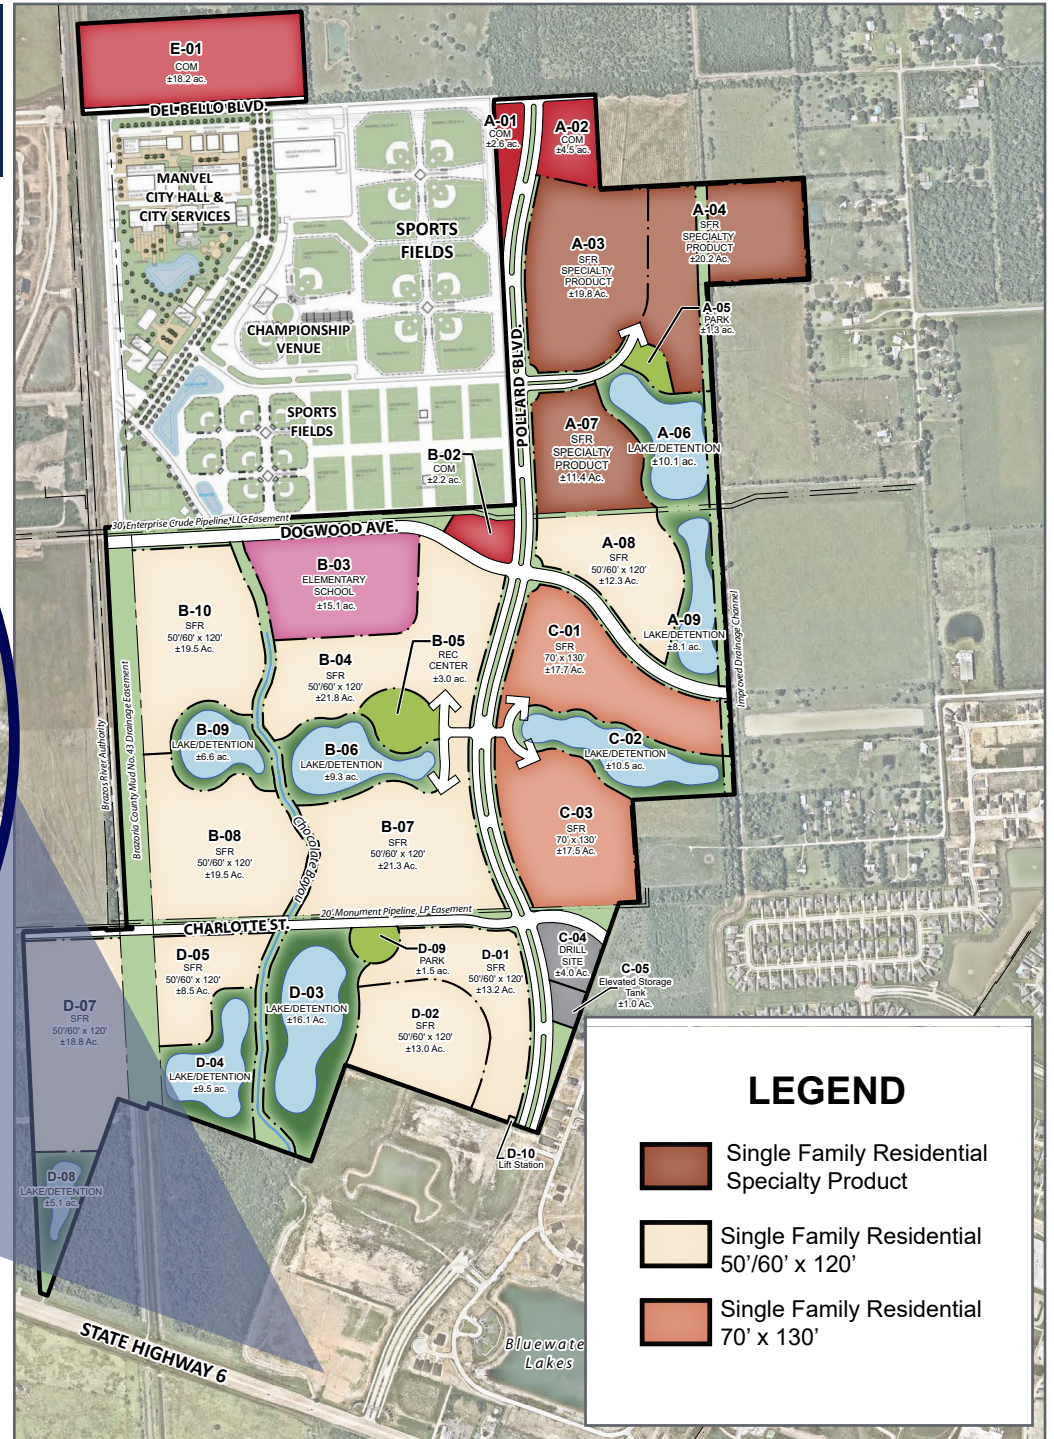 E-01
COM
±18.2 ac.
DEL BELLO BLVD.
MANVEL
CITY HALL &
CITY SERVICES
SPORTS
FIELDS
CHAMPIONSHIP
VENUE
SPORTS
FIELDS
A-01
COM
±2.6 ac.
A-02
COM
±4.5 ac.
A-03
SFR
SPECIALTY
PRODUCT
±19.8 Ac.
A-04
SFR
SPECIALTY
PRODUCT
±20.2 Ac.
A-05
PARK
±1.3 ac.
POLLARD BLVD.
A-07
SFR
SPECIALTY
PRODUCT
±11.4 Ac.
A-06
LAKE/DETENTION
±10.1 ac.
B-02
COM
±2.2 ac.
30' Enterprise Crude Pipeline, LLC Easement
DOGWOOD AVE.
A-08
SFR
50'/60' x 120'
±12.3 Ac.
B-03
ELEMENTARY
SCHOOL
±15.1 ac.
B-10
SFR
50'/60' x 120'
±19.5 Ac.
A-09
LAKE/DETENTION
±8.1 ac.
Improved Drainage Channel
C-01
SFR
70' x 130'
±17.7 Ac.
B-05
REC
CENTER
±3.0 ac.
B-04
SFR
50'/60' x 120'
±21.8 Ac.
Brazos River Authority
Brazoria County Mud No. 43 Drainage Easement
B-09
LAKE/DETENTION
±6.6 ac.
B-06
LAKE/DETENTION
±9.3 ac.
C-02
LAKE/DETENTION
±10.5 ac.
B-08
SFR
50'/60' x 120'
±19.5 Ac.
Chocolate Bayou
B-07
SFR
50'/60' x 120'
±21.3 Ac.
C-03
SFR
70' x 130'
±17.5 Ac.
20' Monument Pipeline, LP Easement
CHARLOTTE ST.
D-05
SFR
50'/60' x 120'
±8.5 Ac.
D-09
PARK
±1.5 ac.
D-01
SFR
50'/60' x 120'
±13.2 Ac.
C-04
DRILL
SITE
±4.0 Ac.
C-05
Elevated Storage
Tank
±1.0 Ac.
D-07
SFR
50'/60' x 120'
±18.8 Ac.
D-03
LAKE/DETENTION
±16.1 Ac.
D-02
SFR
50'/60' x 120'
±13.0 Ac.
D-04
LAKE/DETENTION
±9.5 ac.
D-10
Lift Station
D-08
LAKE/DETENTION
±5.1 ac.
STATE HIGHWAY 6
Bluewate
Lakes
LEGEND
Single Family Residential
Specialty Product
Single Family Residential
50'/60' x 120'
Single Family Residential
70' x 130'